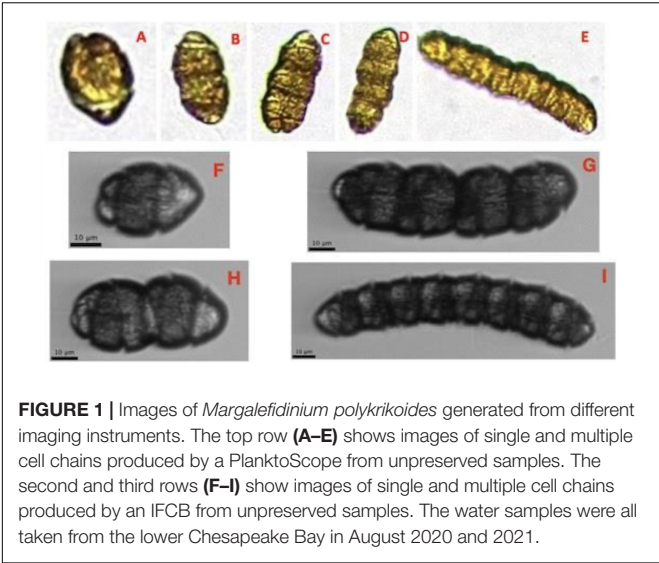 A B C D E
F G
10 µm 10 µm
H I
10 µm 10 µm
FIGURE 1 | Images of Margalefidinium polykrikoides generated from different
imaging instruments. The top row (A–E) shows images of single and multiple
cell chains produced by a PlanktoScope from unpreserved samples. The
second and third rows (F–I) show images of single and multiple cell chains
produced by an IFCB from unpreserved samples. The water samples were all
taken from the lower Chesapeake Bay in August 2020 and 2021.